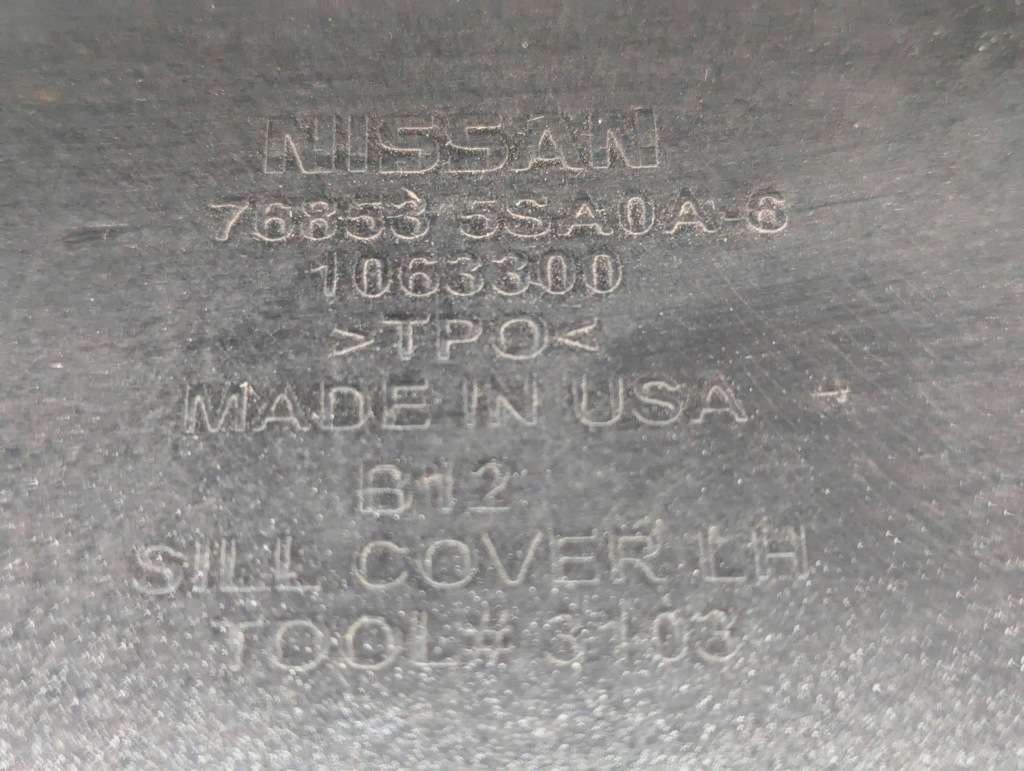 NISSAN
76853 5SA0A-6
1063300
>TPO<
MADE IN USA
B12
SILL COVER LH
TOOL# 3103